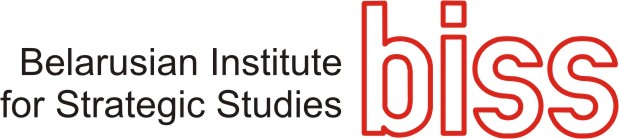 Belarusian Institute
for Strategic Studies
biss